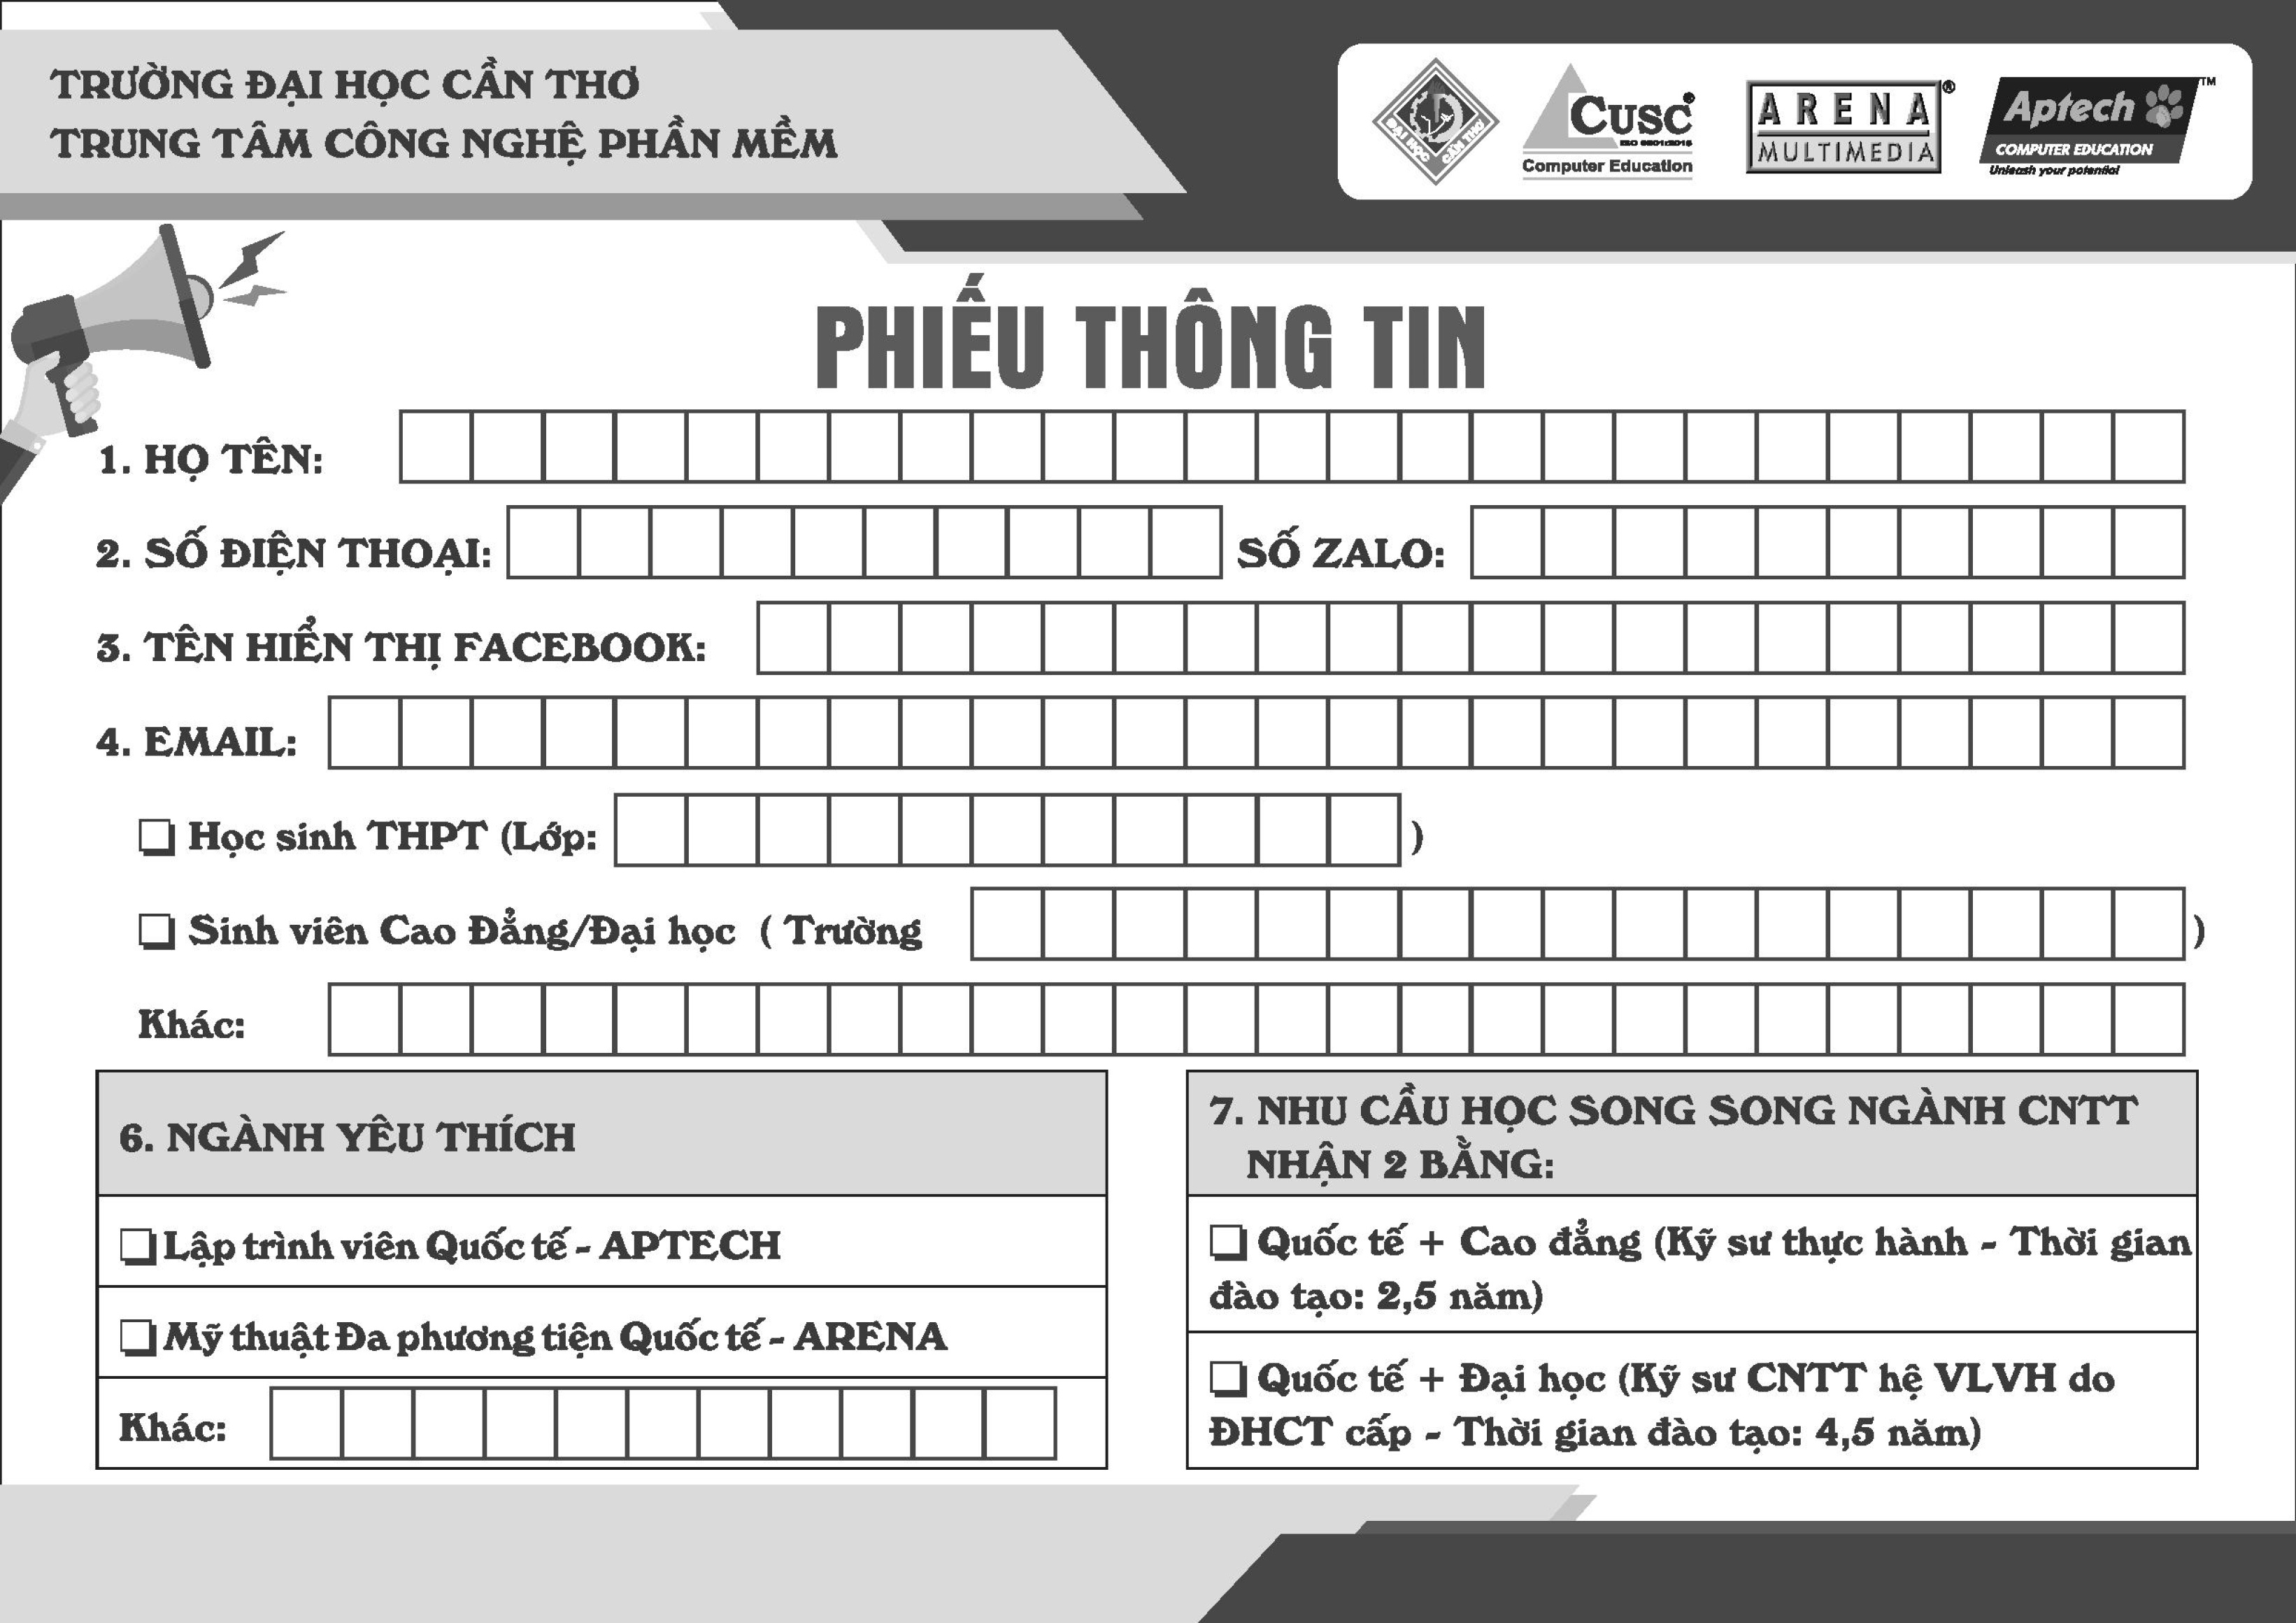 TRƯỜNG ĐẠI HỌC CẦN THƠ
TRUNG TÂM CÔNG NGHỆ PHẦN MỀM
ĐẠI HỌC CẦN THƠ
CUSC®
ISO 9001:2015
Computer Education
ARENA®
MULTIMEDIA
Aptech™
COMPUTER EDUCATION
Unleash your potential
PHIẾU THÔNG TIN
1. HỌ TÊN:
2. SỐ ĐIỆN THOẠI: SỐ ZALO:
3. TÊN HIỂN THỊ FACEBOOK:
4. EMAIL:
❏ Học sinh THPT (Lớp: )
❏ Sinh viên Cao Đẳng/Đại học ( Trường )
Khác:
6. NGÀNH YÊU THÍCH
❏ Lập trình viên Quốc tế - APTECH
❏ Mỹ thuật Đa phương tiện Quốc tế - ARENA
Khác:
7. NHU CẦU HỌC SONG SONG NGÀNH CNTT
NHẬN 2 BẰNG:
❏ Quốc tế + Cao đẳng (Kỹ sư thực hành - Thời gian
đào tạo: 2,5 năm)
❏ Quốc tế + Đại học (Kỹ sư CNTT hệ VLVH do
ĐHCT cấp - Thời gian đào tạo: 4,5 năm)